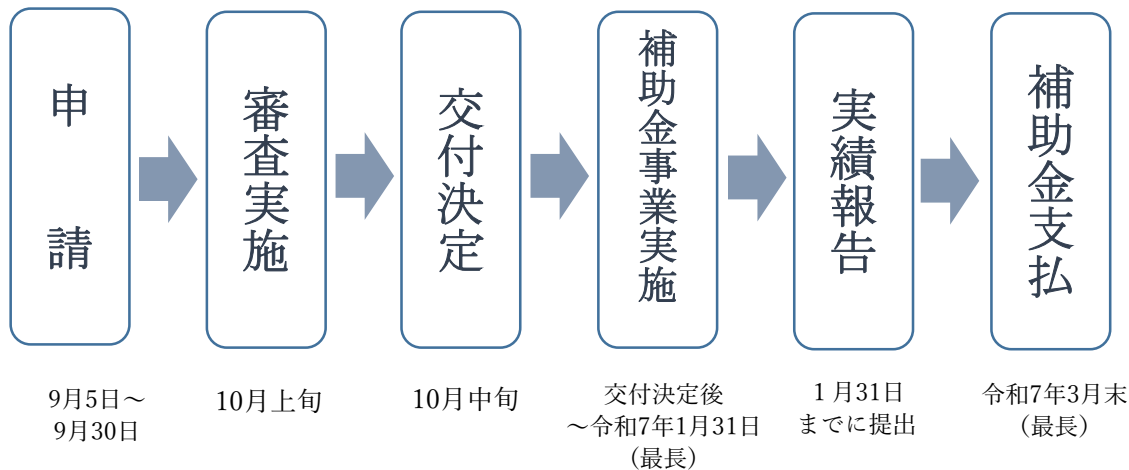 申請
審査実施
交付決定
補助金事業実施
実績報告
補助金支払
9月5日～
9月30日
10月上旬
10月中旬
交付決定後
～令和7年1月31日
（最長）
１月31日
までに提出
令和7年3月末
（最長）